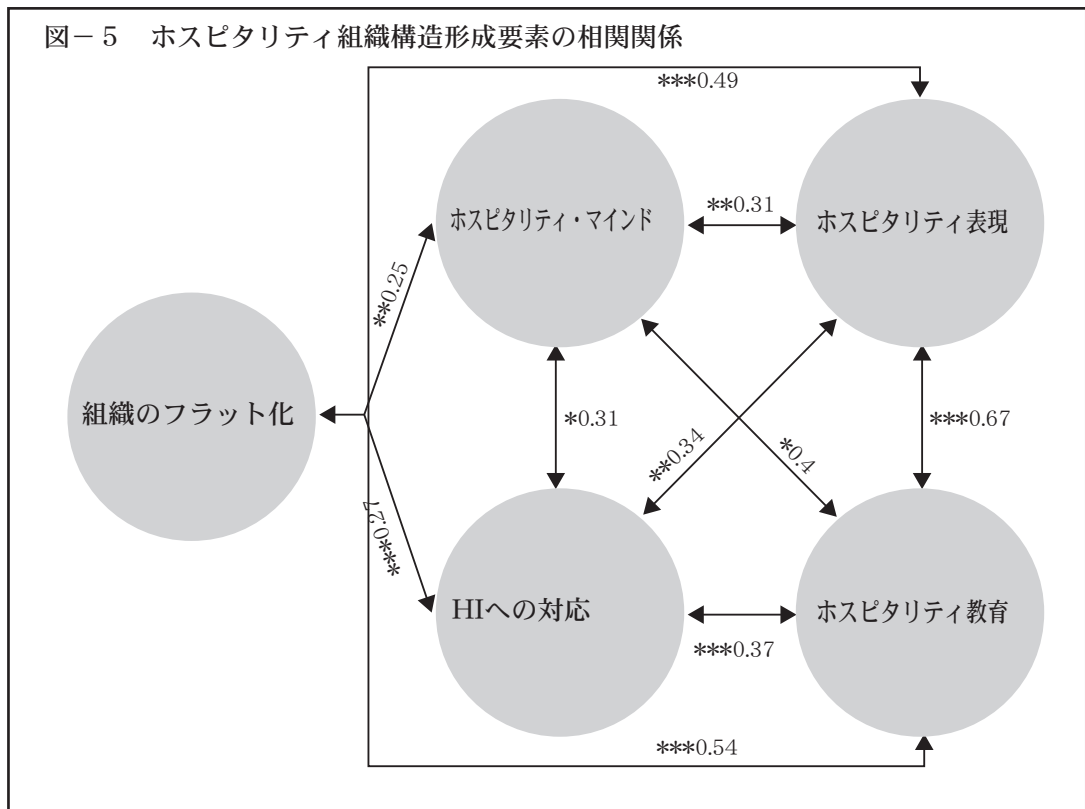 図－５　ホスピタリティ組織構造形成要素の相関関係
***0.49
ホスピタリティ・マインド
**0.31
ホスピタリティ表現
**0.25
組織のフラット化
*0.31
**0.34
*0.4
***0.67
***0.27
HIへの対応
ホスピタリティ教育
***0.37
***0.54